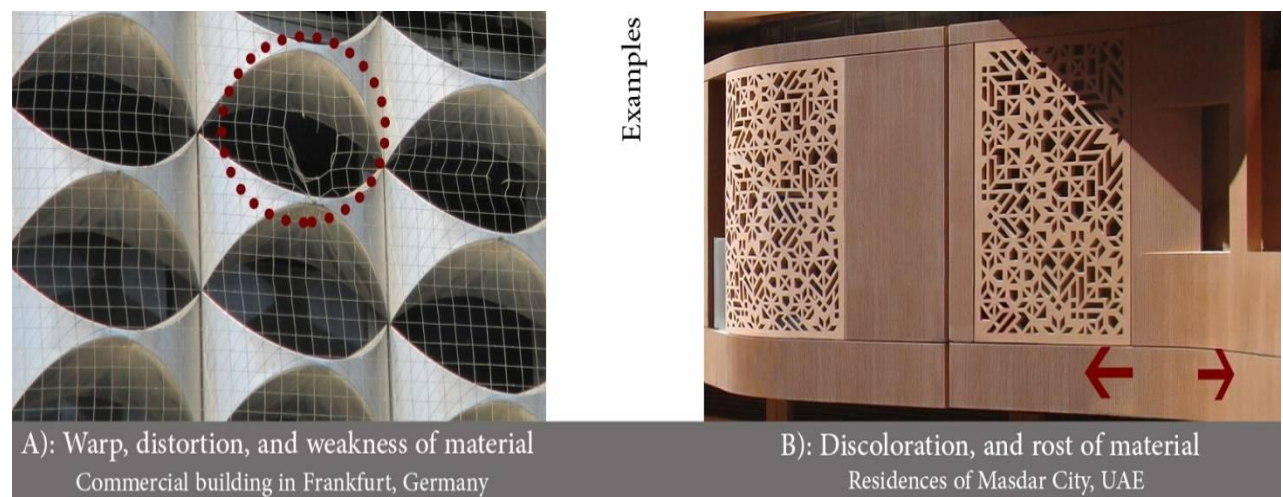 Examples
A): Warp, distortion, and weakness of material
Commercial building in Frankfurt, Germany
B): Discoloration, and rost of material
Residences of Masdar City, UAE